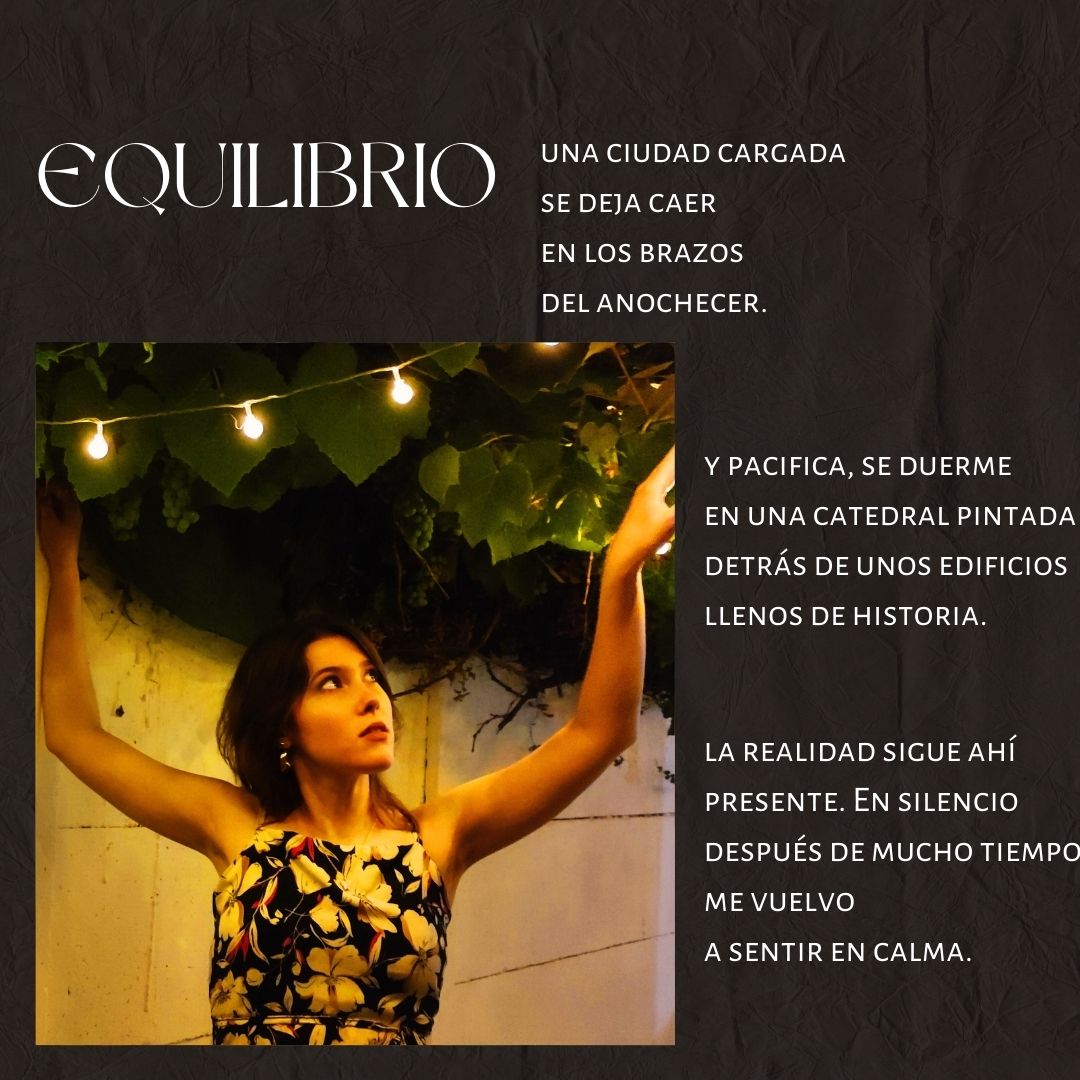 EQUILIBRIO
UNA CIUDAD CARGADA
SE DEJA CAER
EN LOS BRAZOS
DEL ANOCHECER.
Y PACIFICA, SE DUERME
EN UNA CATEDRAL PINTADA
DETRÁS DE UNOS EDIFICIOS
LLENOS DE HISTORIA.
LA REALIDAD SIGUE AHÍ
PRESENTE. EN SILENCIO
DESPUÉS DE MUCHO TIEMPO
ME VUELVO
A SENTIR EN CALMA.